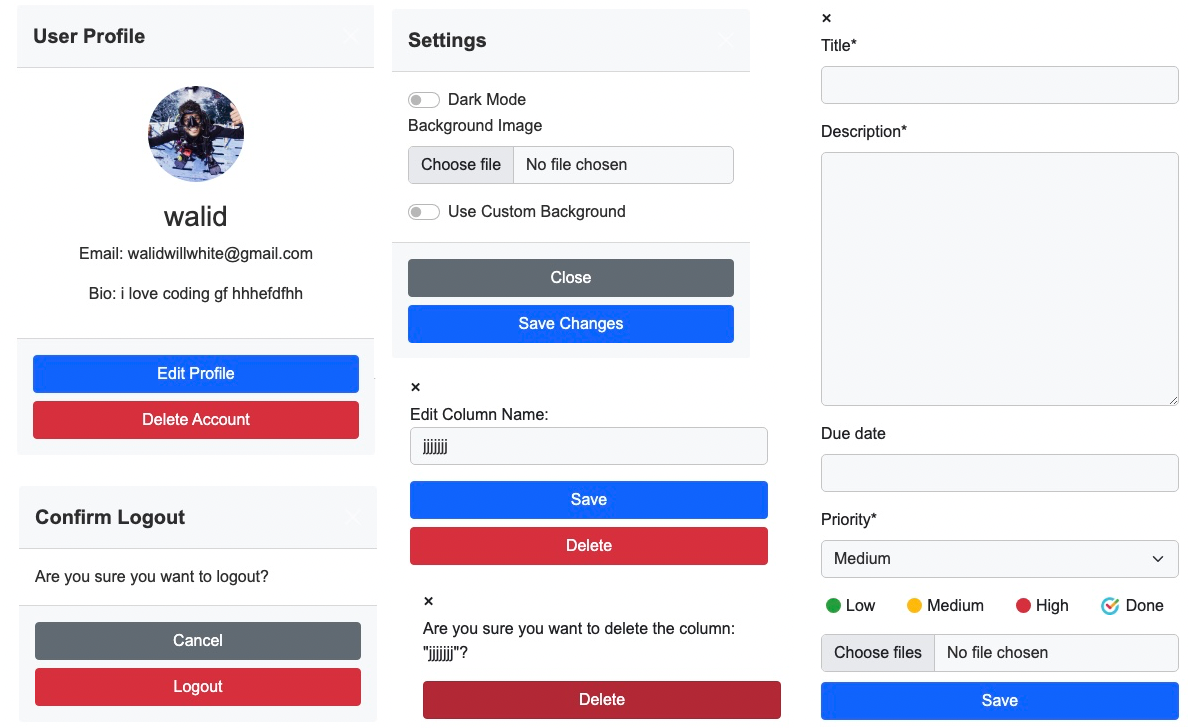 User Profile
walid
Email: walidwillwhite@gmail.com
Bio: i love coding gf hhhefdfhh
Edit Profile
Delete Account
Confirm Logout
Are you sure you want to logout?
Cancel
Logout
Settings
Dark Mode
Background Image
Choose file No file chosen
Use Custom Background
Close
Save Changes
×
Edit Column Name:
jjjjjjj
Save
Delete
×
Are you sure you want to delete the column:
"jjjjjjj"?
Delete
×
Title*
Description*
Due date
Priority*
Medium
Low Medium High Done
Choose files No file chosen
Save